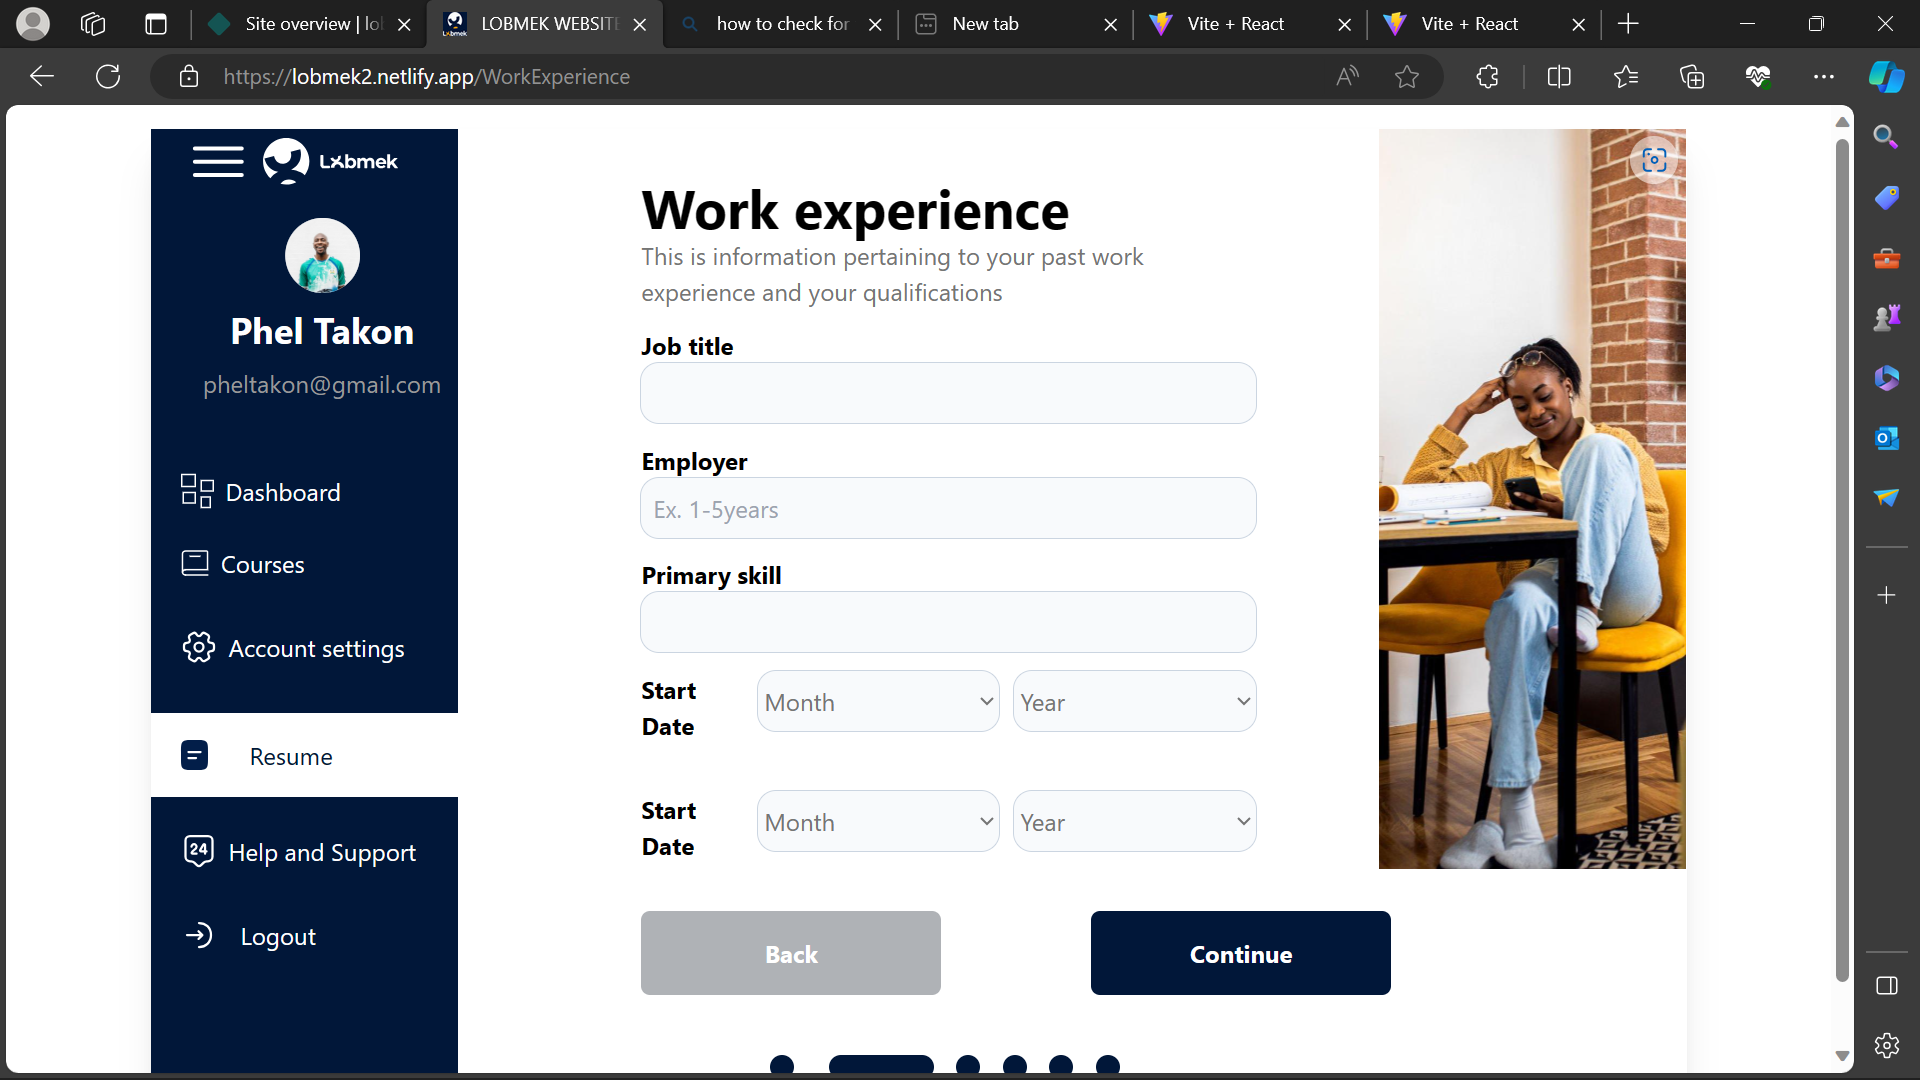 Site overview | lo
LOBMEK WEBSITE
how to check for
New tab
Vite + React
Vite + React
https://lobmek2.netlify.app/WorkExperience
Lobmek
Phel Takon
pheltakon@gmail.com
Dashboard
Courses
Account settings
Resume
24
Help and Support
Logout
Work experience
This is information pertaining to your past work
experience and your qualifications
Job title
Employer
Ex. 1-5years
Primary skill
Start
Date
Month
Year
Start
Date
Month
Year
Back
Continue